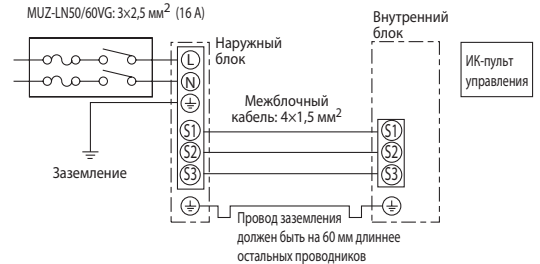 MUZ-LN50/60VG: 3×2,5 мм² (16 А)
Внутренний
блок
Наружный
блок
ИК-пульт
управления
L
N
Межблочный
кабель: 4×1,5 мм²
S1
S2
S3
S1
S2
S3
Заземление
Провод заземления
должен быть на 60 мм длиннее
остальных проводников